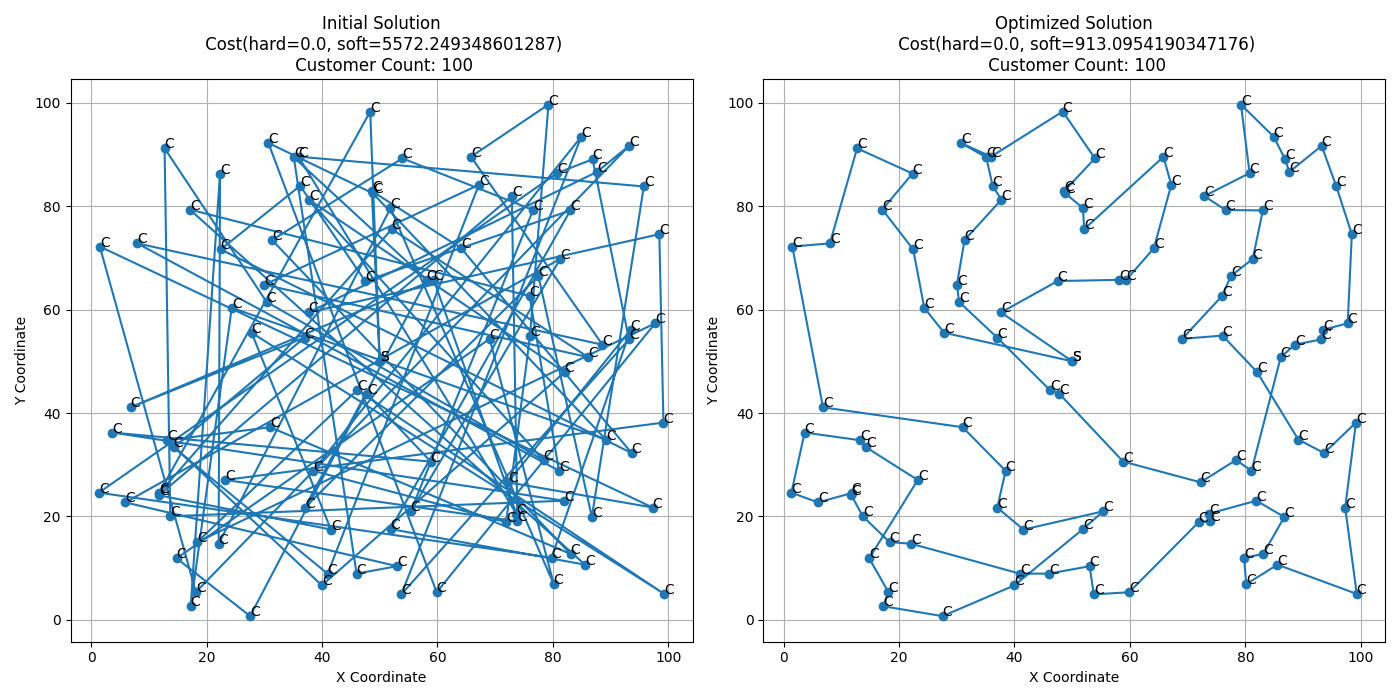 Initial Solution
Cost(hard=0.0, soft=5572.249348601287)
Customer Count: 100
Y Coordinate
100
80
60
40
20
0
C C C C C C C C C C C C C C C C C C C C C C C C C C C C C C C C C C C C C C C C C C C C C C C C C C C C C C C C C C C C C C C C C C C C C C C C C C C C C C C C C C C C C C C C C C C C C C C C C C C C
S
0 20 40 60 80 100
X Coordinate
Optimized Solution
Cost(hard=0.0, soft=913.0954190347176)
Customer Count: 100
Y Coordinate
100
80
60
40
20
0
C C C C C C C C C C C C C C C C C C C C C C C C C C C C C C C C C C C C C C C C C C C C C C C C C C C C C C C C C C C C C C C C C C C C C C C C C C C C C C C C C C C C C C C C C C C C C C C C C C C C
S
0 20 40 60 80 100
X Coordinate